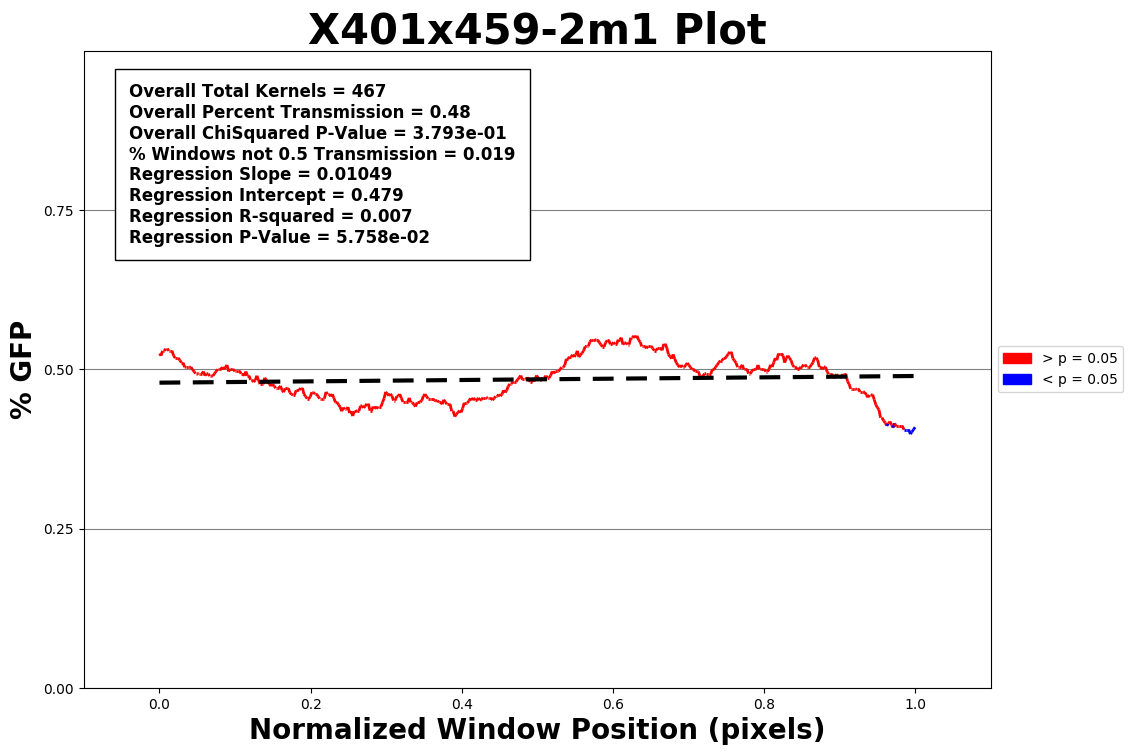 X401x459-2m1 Plot
Overall Total Kernels = 467
Overall Percent Transmission = 0.48
Overall ChiSquared P-Value = 3.793e-01
% Windows not 0.5 Transmission = 0.019
Regression Slope = 0.01049
Regression Intercept = 0.479
Regression R-squared = 0.007
Regression P-Value = 5.758e-02
% GFP
0.75
0.50
0.25
0.00
> p = 0.05
< p = 0.05
0.0 0.2 0.4 0.6 0.8 1.0
Normalized Window Position (pixels)